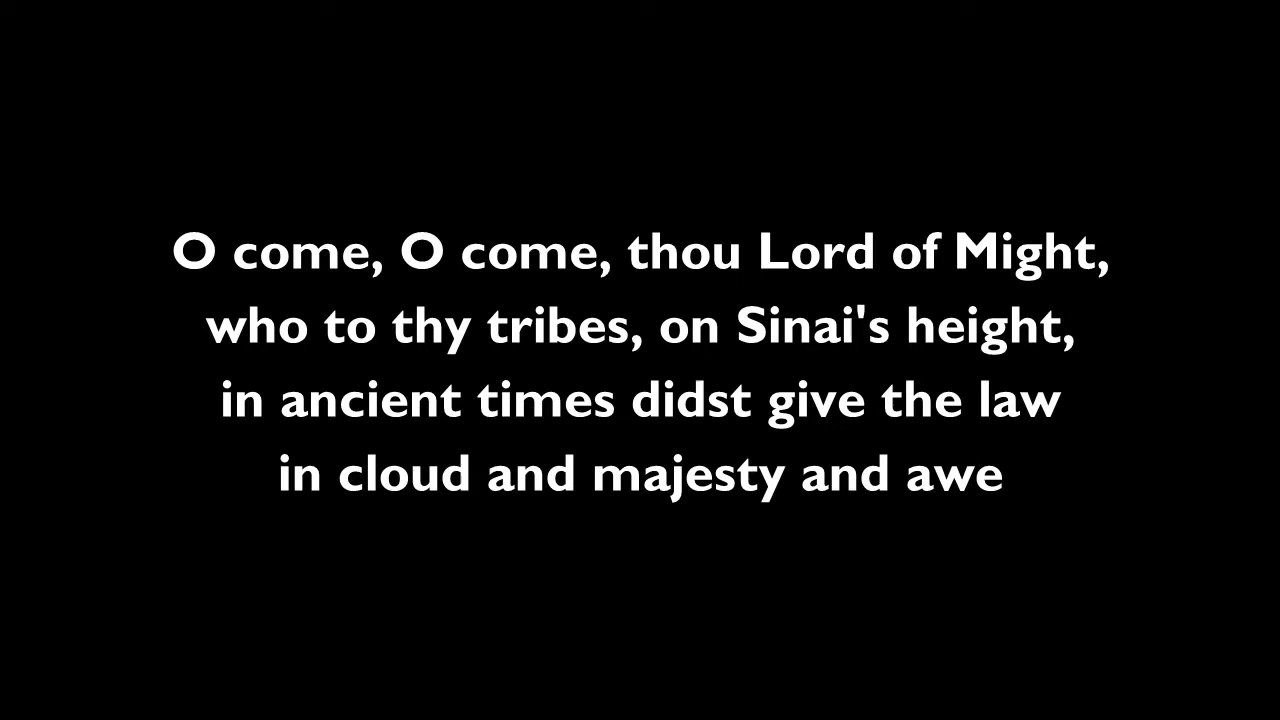 O come, O come, thou Lord of Might,
who to thy tribes, on Sinai's height,
in ancient times didst give the law
in cloud and majesty and awe